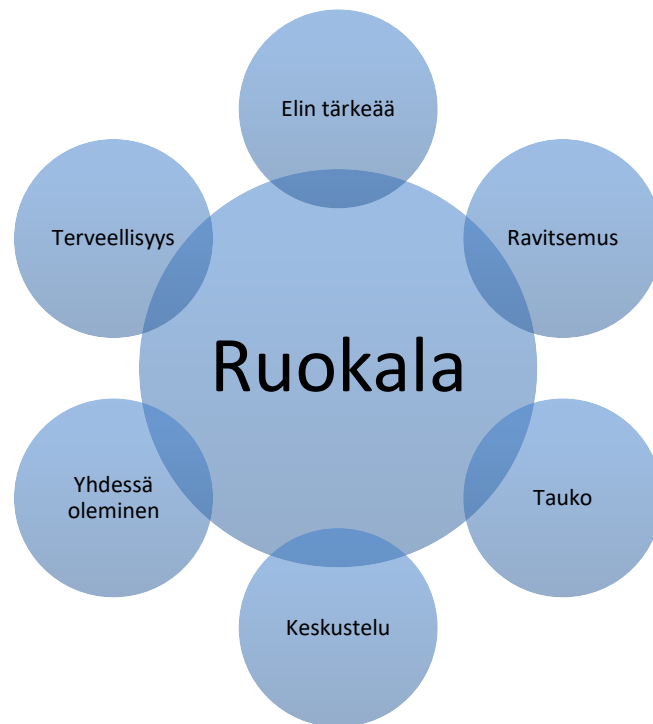 Elin tärkeää
Terveellisyys
Ravitsemus
Ruokala
Yhdessä
oleminen
Tauko
Keskustelu